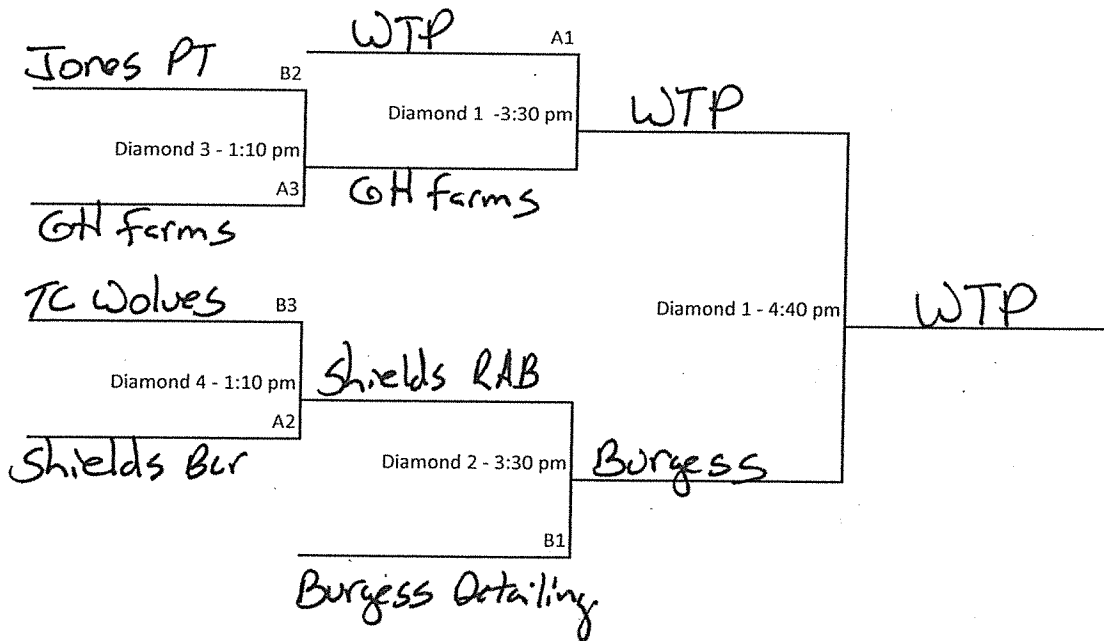 WTP
A1
Jones PT
B2
Diamond 1 -3:30 pm
WTP
Diamond 3 - 1:10 pm
A3
GH farms
GH farms
TC Wolves
B3
Diamond 1 - 4:40 pm
WTP
Diamond 4 - 1:10 pm
Shields RAB
A2
Shields Bar
Diamond 2 - 3:30 pm
Burgess
B1
Burgess Detailing